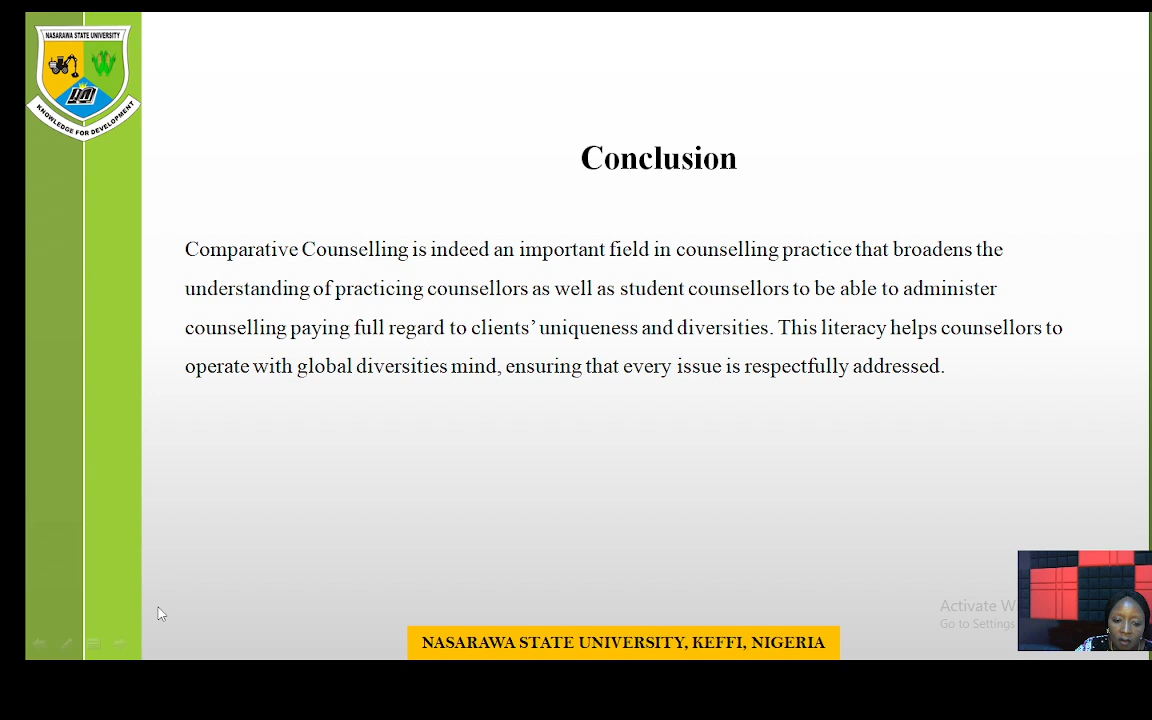 NASARAWA STATE UNIVERSITY
KNOWLEDGE FOR DEVELOPMENT
Conclusion
Comparative Counselling is indeed an important field in counselling practice that broadens the
understanding of practicing counsellors as well as student counsellors to be able to administer
counselling paying full regard to clients’ uniqueness and diversities. This literacy helps counsellors to
operate with global diversities mind, ensuring that every issue is respectfully addressed.
Activate W
Go to Settings
NASARAWA STATE UNIVERSITY, KEFFI, NIGERIA